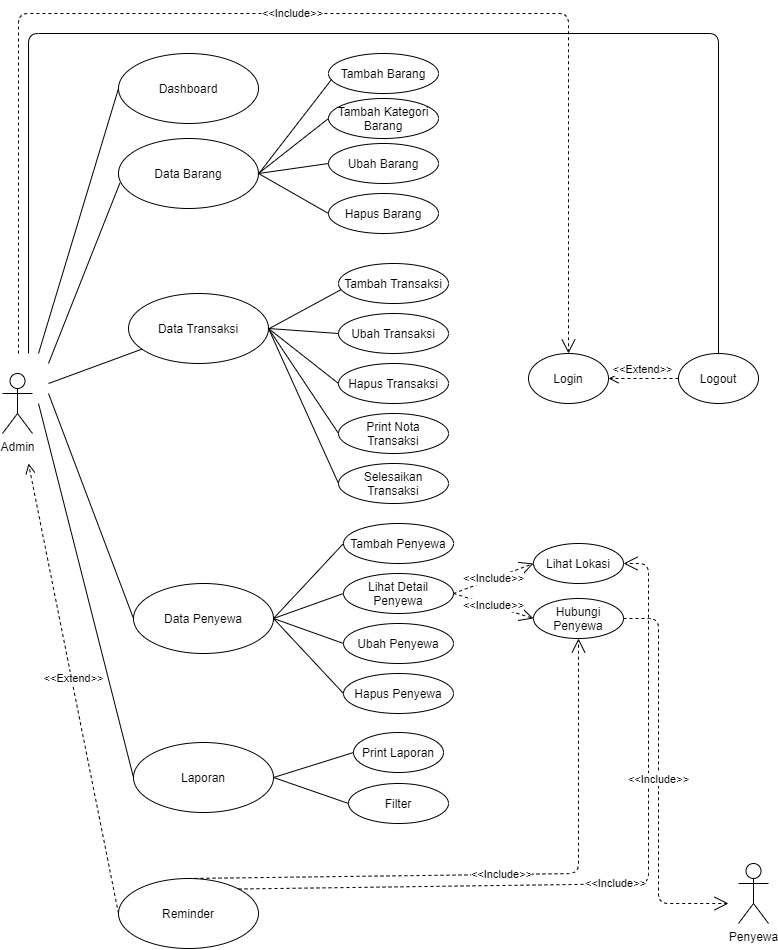 <<Include>>
Dashboard
Data Barang
Tambah Barang
Tambah Kategori
Barang
Ubah Barang
Hapus Barang
Data Transaksi
Tambah Transaksi
Ubah Transaksi
Hapus Transaksi
Print Nota
Transaksi
Selesaikan
Transaksi
Login
<<Extend>>
Logout
Admin
Data Penyewa
Tambah Penyewa
Lihat Detail
Penyewa
Ubah Penyewa
Hapus Penyewa
<<Include>>
<<Include>>
Lihat Lokasi
Hubungi
Penyewa
<<Extend>>
Laporan
Print Laporan
Filter
<<Include>>
<<Include>>
<<Include>>
Reminder
Penyewa